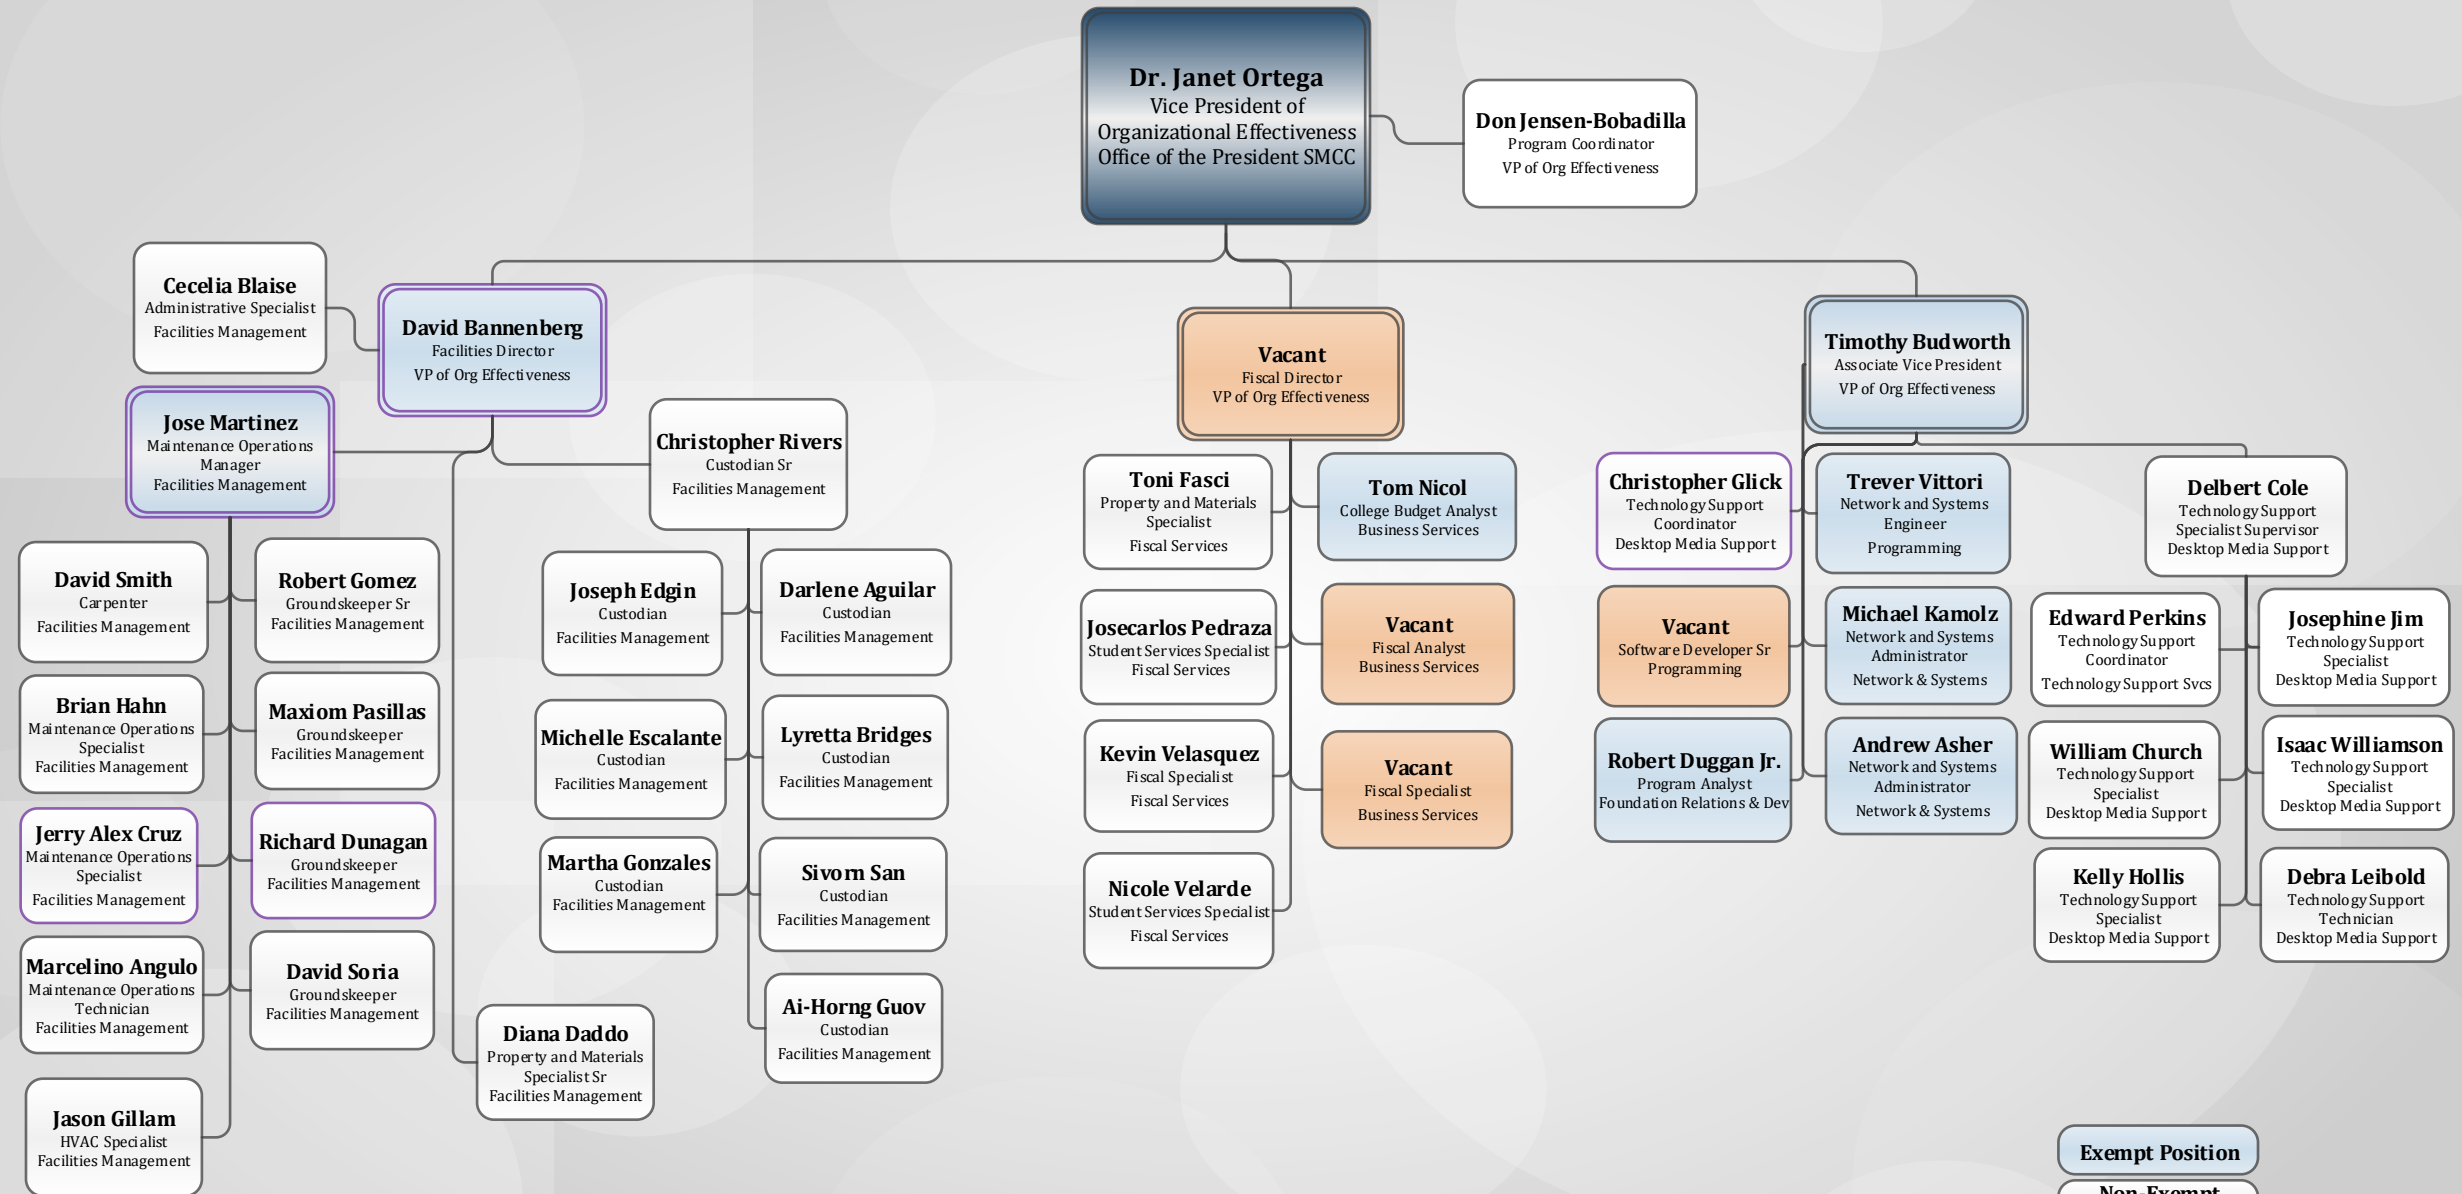 Dr. Janet Ortega
Vice President of
Organizational Effectiveness
Office of the President SMCC
Don Jensen-Bobadilla
Program Coordinator
VP of Org Effectiveness
Cecelia Blaise
Administrative Specialist
Facilities Management
David Bannenberg
Facilities Director
VP of Org Effectiveness
Vacant
Fiscal Director
VP of Org Effectiveness
Timothy Budworth
Associate Vice President
VP of Org Effectiveness
Jose Martinez
Maintenance Operations
Manager
Facilities Management
Christopher Rivers
Custodian Sr
Facilities Management
David Smith
Carpenter
Facilities Management
Robert Gomez
Groundskeeper Sr
Facilities Management
Brian Hahn
Maintenance Operations
Specialist
Facilities Management
Maxiom Pasillas
Groundskeeper
Facilities Management
Jerry Alex Cruz
Maintenance Operations
Specialist
Facilities Management
Richard Dunagan
Groundskeeper
Facilities Management
Marcelino Angulo
Maintenance Operations
Technician
Facilities Management
David Soria
Groundskeeper
Facilities Management
Jason Gillam
HVAC Specialist
Facilities Management
Diana Daddo
Property and Materials
Specialist Sr
Facilities Management
Joseph Edgin
Custodian
Facilities Management
Darlene Aguilar
Custodian
Facilities Management
Michelle Escalante
Custodian
Facilities Management
Lyretta Bridges
Custodian
Facilities Management
Martha Gonzales
Custodian
Facilities Management
Sivorn San
Custodian
Facilities Management
Ai-Horng Guov
Custodian
Facilities Management
Toni Fasci
Property and Materials
Specialist
Fiscal Services
Tom Nicol
College Budget Analyst
Business Services
Josecarlos Pedraza
Student Services Specialist
Fiscal Services
Vacant
Fiscal Analyst
Business Services
Kevin Velasquez
Fiscal Specialist
Fiscal Services
Vacant
Fiscal Specialist
Business Services
Nicole Velarde
Student Services Specialist
Fiscal Services
Christopher Glick
Technology Support
Coordinator
Desktop Media Support
Trever Vittori
Network and Systems
Engineer
Programming
Vacant
Software Developer Sr
Programming
Michael Kamolz
Network and Systems
Administrator
Network & Systems
Robert Duggan Jr.
Program Analyst
Foundation Relations & Dev
Andrew Asher
Network and Systems
Administrator
Network & Systems
Delbert Cole
Technology Support
Specialist Supervisor
Desktop Media Support
Edward Perkins
Technology Support
Coordinator
Technology Support Svcs
Josephine Jim
Technology Support
Specialist
Desktop Media Support
William Church
Technology Support
Specialist
Desktop Media Support
Isaac Williamson
Technology Support
Specialist
Desktop Media Support
Kelly Hollis
Technology Support
Specialist
Desktop Media Support
Debra Leibold
Technology Support
Technician
Desktop Media Support
Exempt Position
Non-Exempt